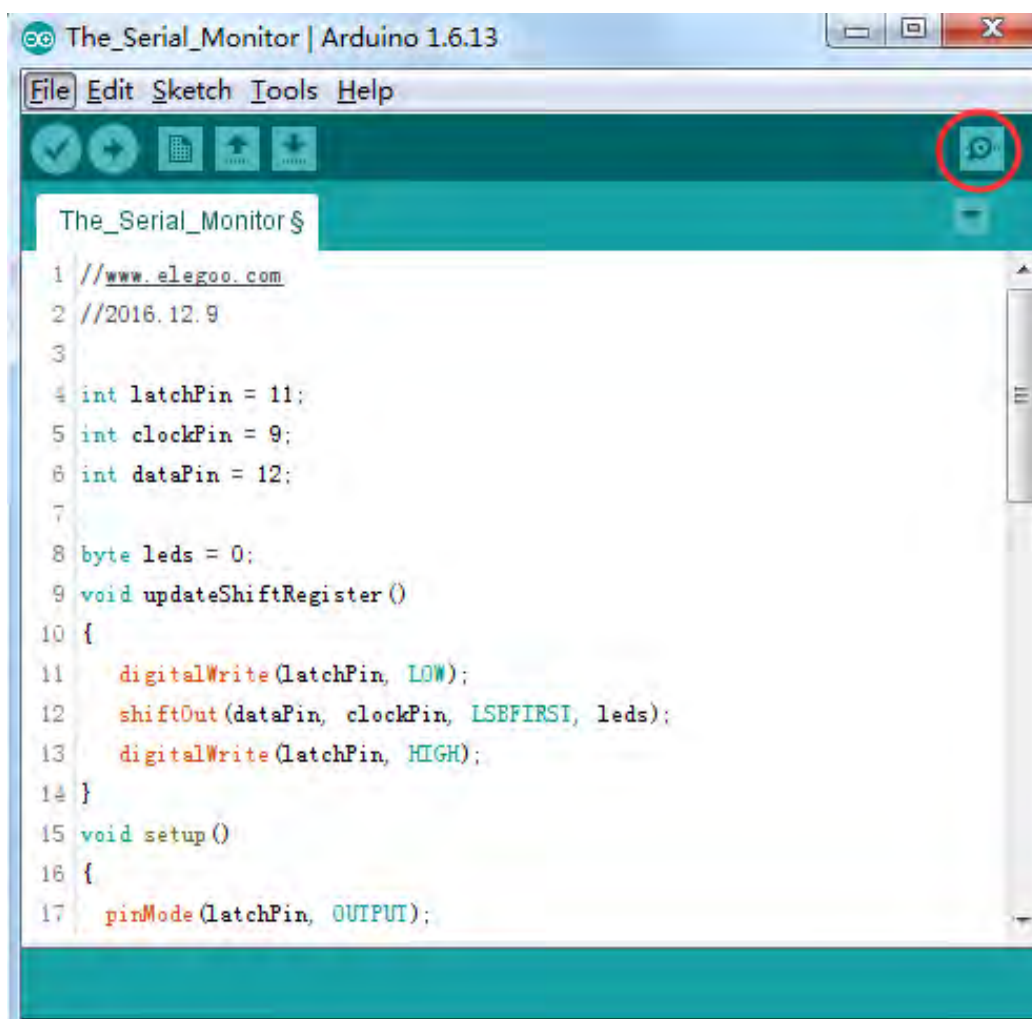 The_Serial_Monitor | Arduino 1.6.13
File Edit Sketch Tools Help
The_Serial_Monitor §
1 //www.elegoo.com
2 //2016.12.9
3
4 int latchPin = 11;
5 int clockPin = 9;
6 int dataPin = 12;
7
8 byte leds = 0;
9 void updateShiftRegister()
10 {
11 digitalWrite(latchPin, LOW);
12 shiftOut(dataPin, clockPin, LSBFIRST, leds);
13 digitalWrite(latchPin, HIGH);
14 }
15 void setup()
16 {
17 pinMode(latchPin, OUTPUT);